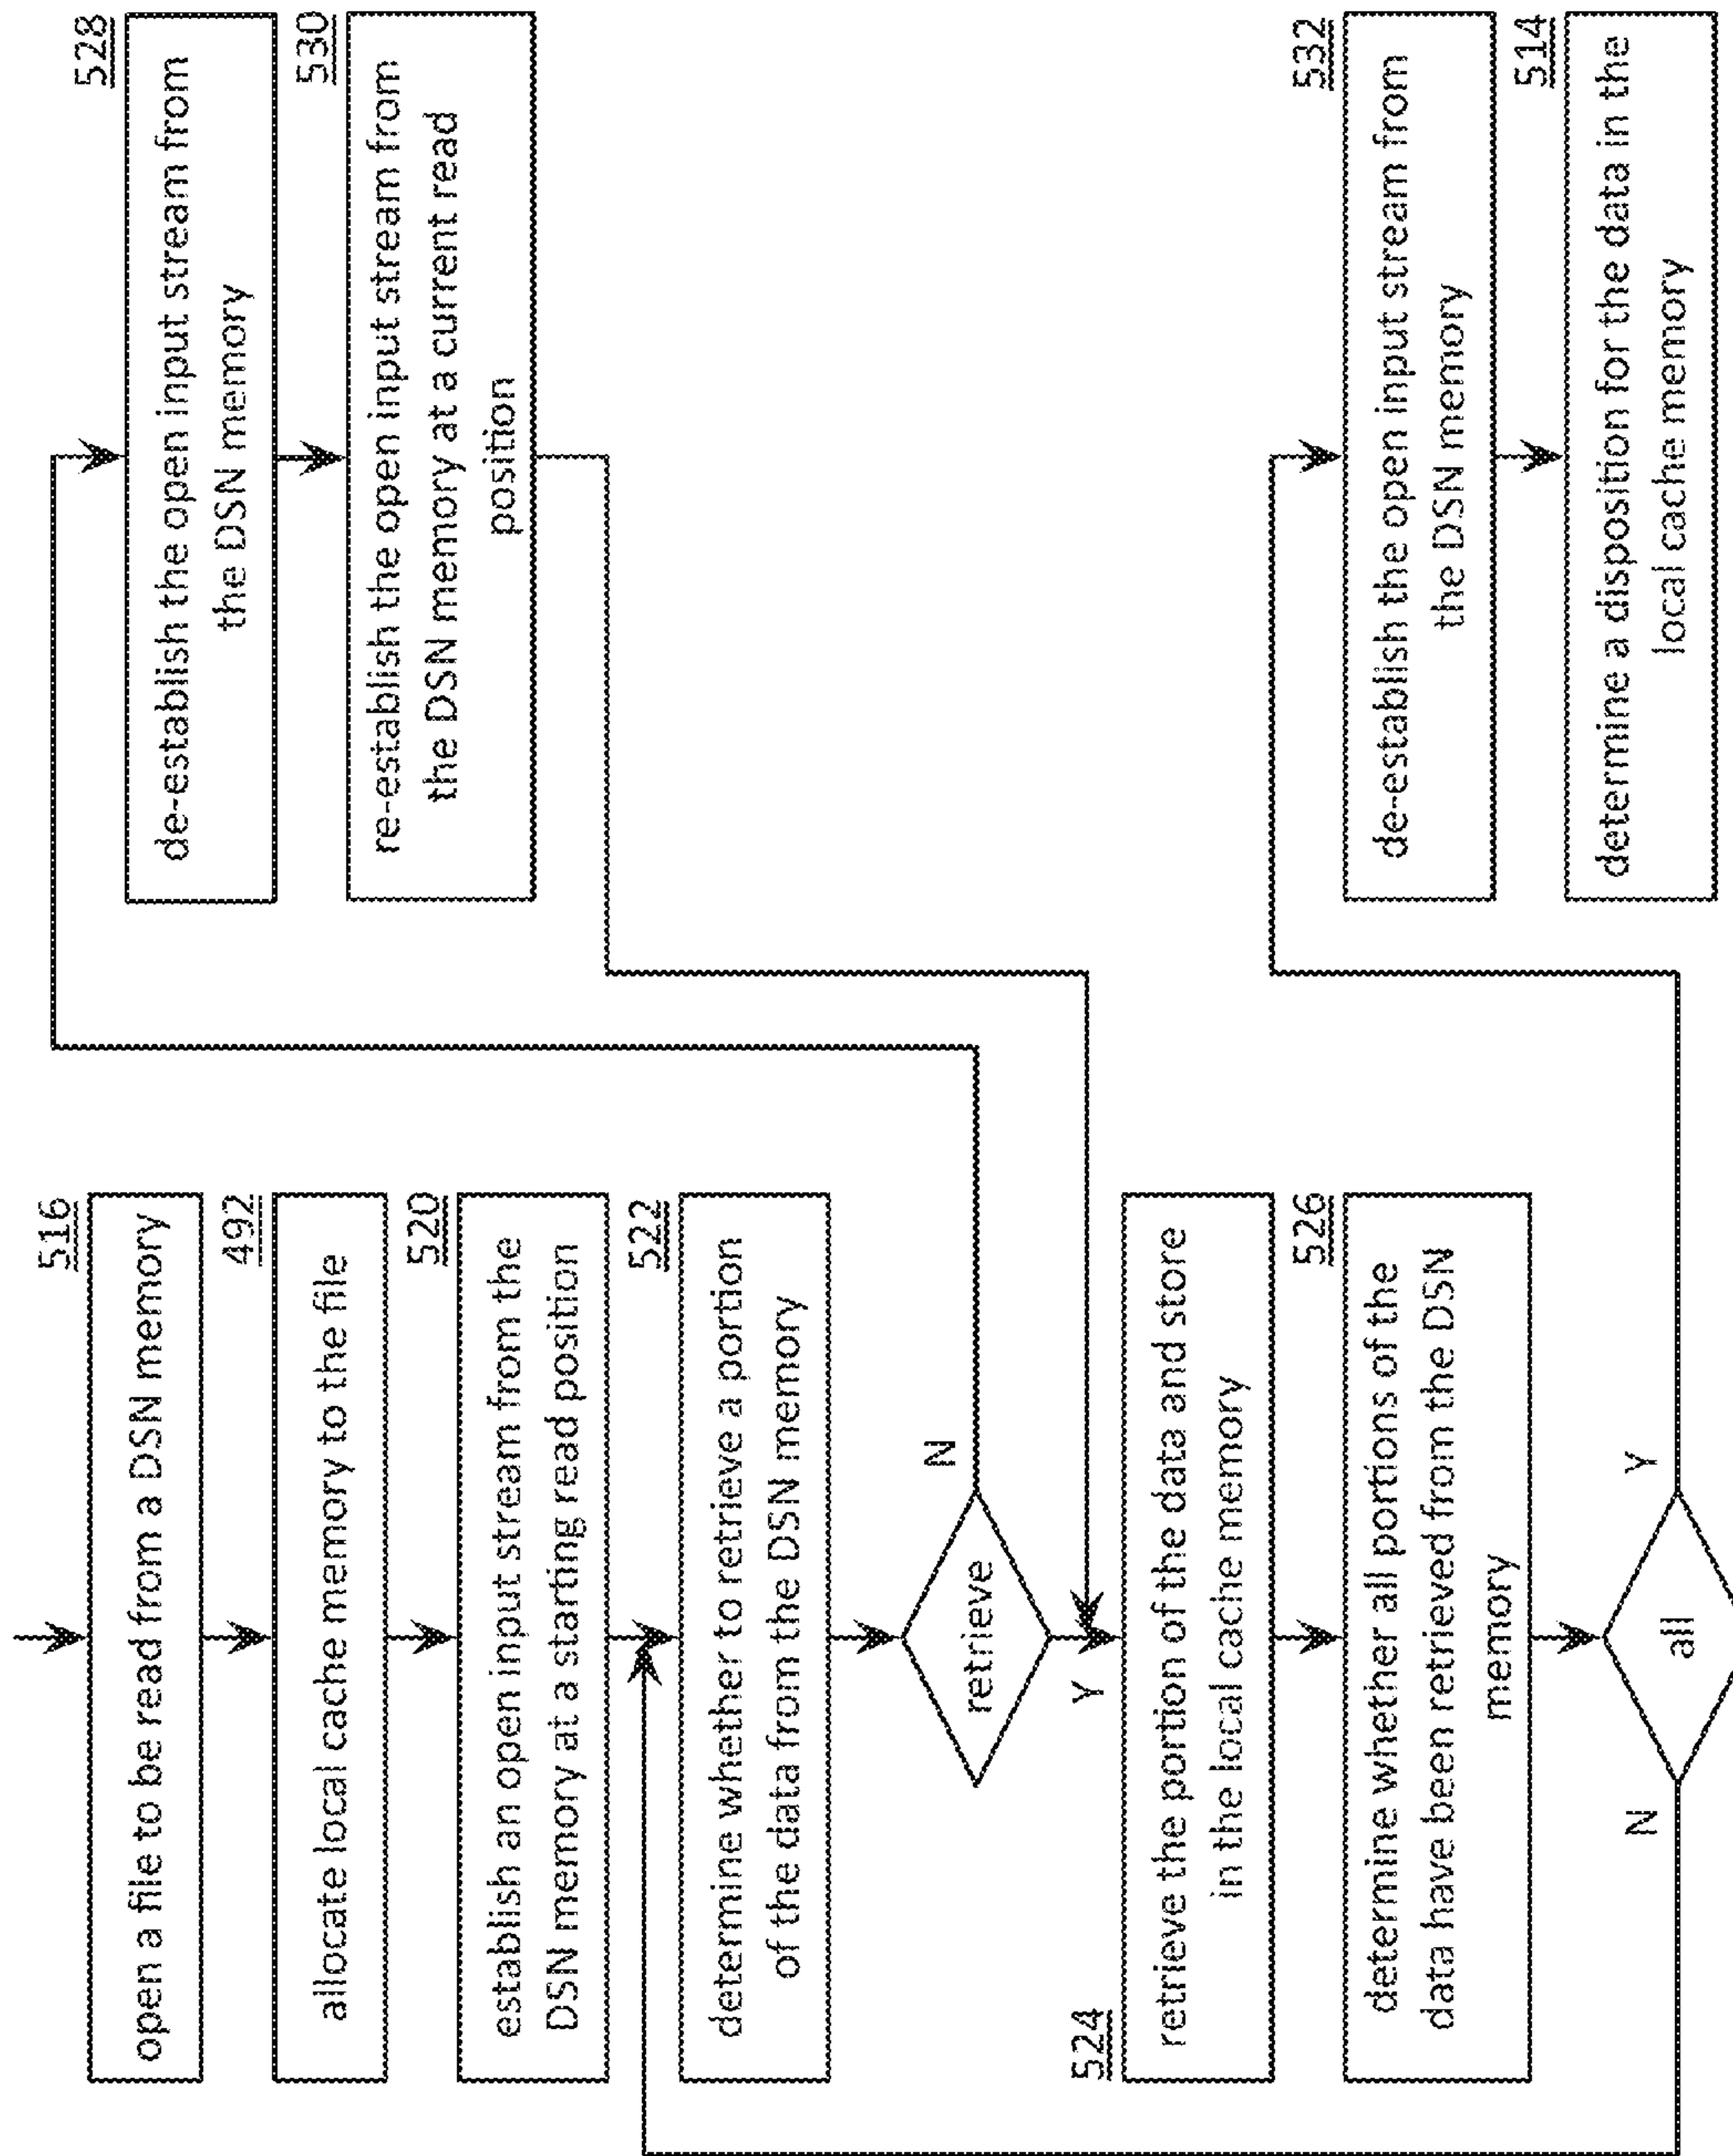 516
open a file to be read from a DSN memory
492
allocate local cache memory to the file
520
establish an open input stream from the
DSN memory at a starting read position
522
determine whether to retrieve a portion
of the data from the DSN memory
retrieve
N
Y
524
retrieve the portion of the data and store
in the local cache memory
526
determine whether all portions of the
data have been retrieved from the DSN
memory
all
N
Y
528
de-establish the open input stream from
the DSN memory
530
re-establish the open input stream from
the DSN memory at a current read
position
532
de-establish the open input stream from
the DSN memory
514
determine a disposition for the data in the
local cache memory